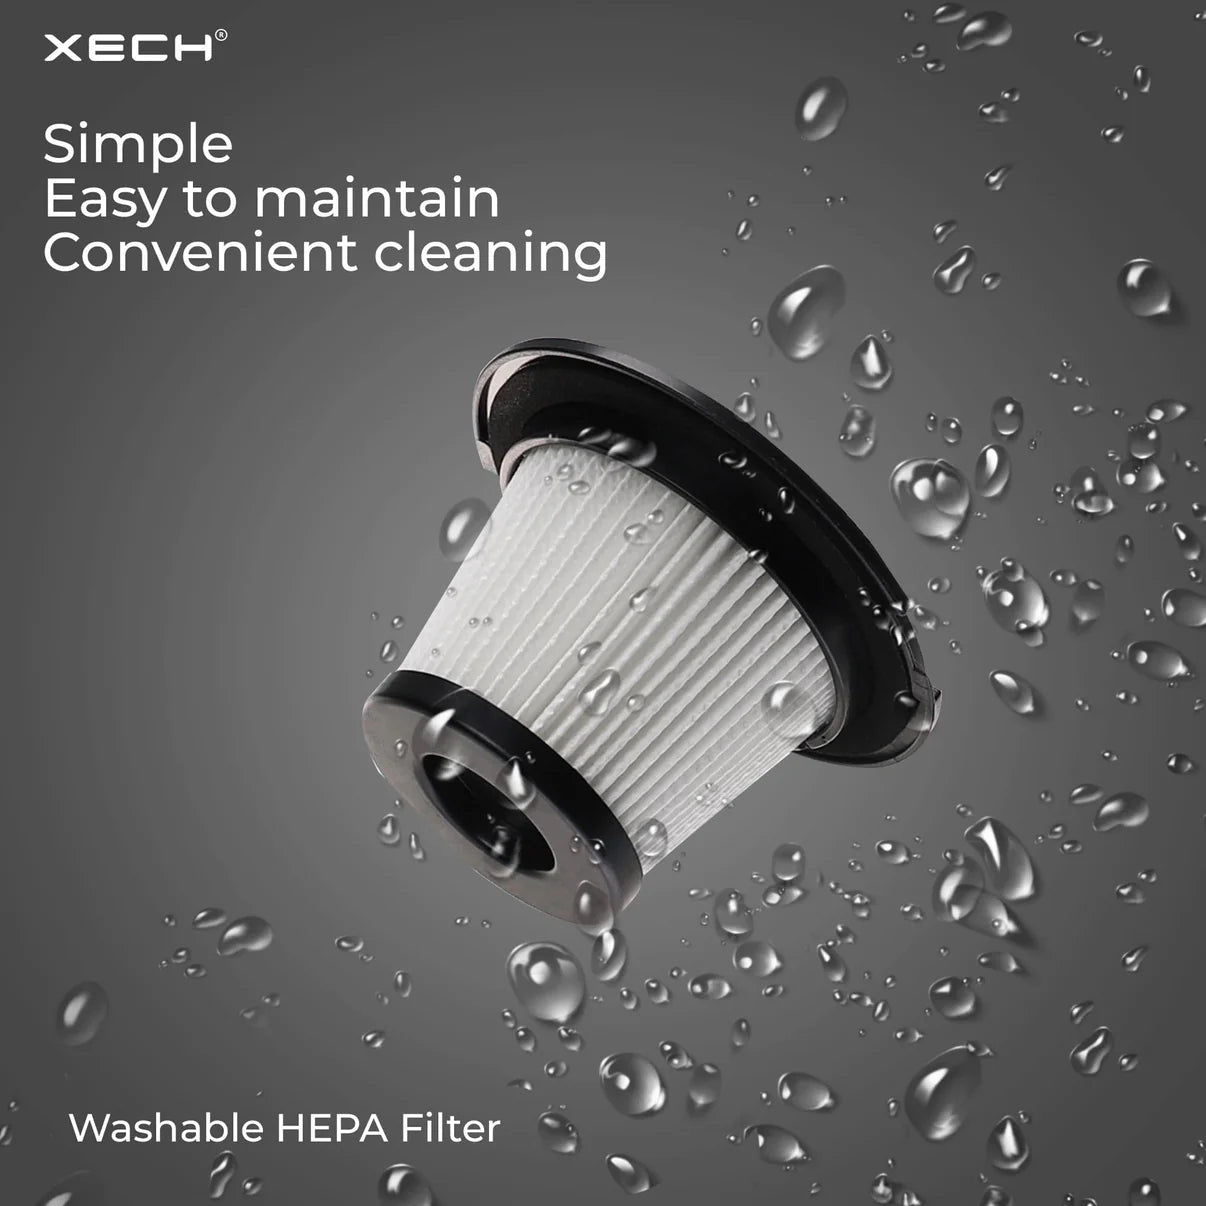 XECH®
Simple
Easy to maintain
Convenient cleaning
Washable HEPA Filter